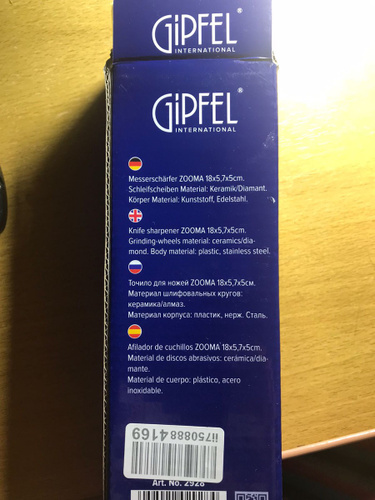 GiPFEL®
INTERNATIONAL
GiPFEL®
INTERNATIONAL
Messerschärfer ZOOMA 18x5,7x5cm.
Schleifscheiben Material: Keramik/Diamant.
Körper Material: Kunststoff, Edelstahl.
Knife sharpener ZOOMA 18x5,7x5cm.
Grinding-wheels material: ceramics/dia-
mond. Body material: plastic, stainless steel.
Точило для ножей ZOOMA 18x5,7x5см.
Материал шлифовальных кругов:
керамика/алмаз.
Материал корпуса: пластик, нерж. Сталь.
Afilador de cuchillos ZOOMA 18x5,7x5cm.
Material de discos abrasivos: cerámica/dia-
mante.
Material de cuerpo: plástico, acero
inoxidable.
ii7508884169
Art. No. 2928